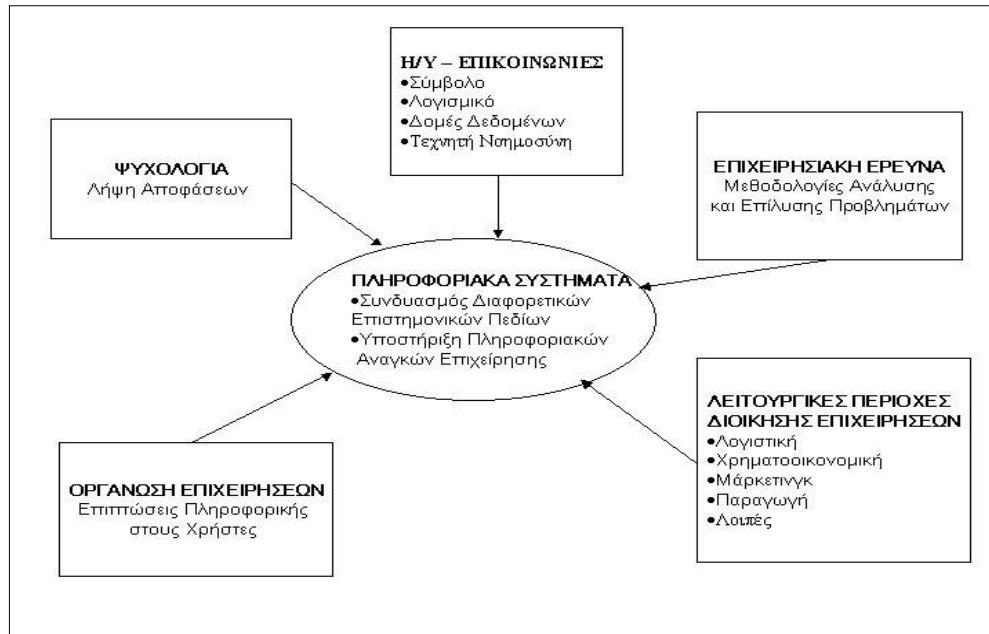 Η/Υ – ΕΠΙΚΟΙΝΩΝΙΕΣ
•Σύμβολο
•Λογισμικό
•Δομές Δεδομένων
•Τεχνητή Νοημοσύνη
ΨΥΧΟΛΟΓΙΑ
Λήψη Αποφάσεων
ΕΠΙΧΕΙΡΗΣΙΑΚΗ ΕΡΕΥΝΑ
Μεθοδολογίες Ανάλυσης
και Επίλυσης Προβλημάτων
ΠΛΗΡΟΦΟΡΙΑΚΑ ΣΥΣΤΗΜΑΤΑ
•Συνδυασμός Διαφορετικών
Επιστημονικών Πεδίων
•Υποστήριξη Πληροφοριακών
Αναγκών Επιχείρησης
ΟΡΓΑΝΩΣΗ ΕΠΙΧΕΙΡΗΣΕΩΝ
Επιπτώσεις Πληροφορικής
στους Χρήστες
ΛΕΙΤΟΥΡΓΙΚΕΣ ΠΕΡΙΟΧΕΣ
ΔΙΟΙΚΗΣΗΣ ΕΠΙΧΕΙΡΗΣΕΩΝ
•Λογιστική
•Χρηματοοικονομική
•Μάρκετινγκ
•Παραγωγή
•Λοιπές